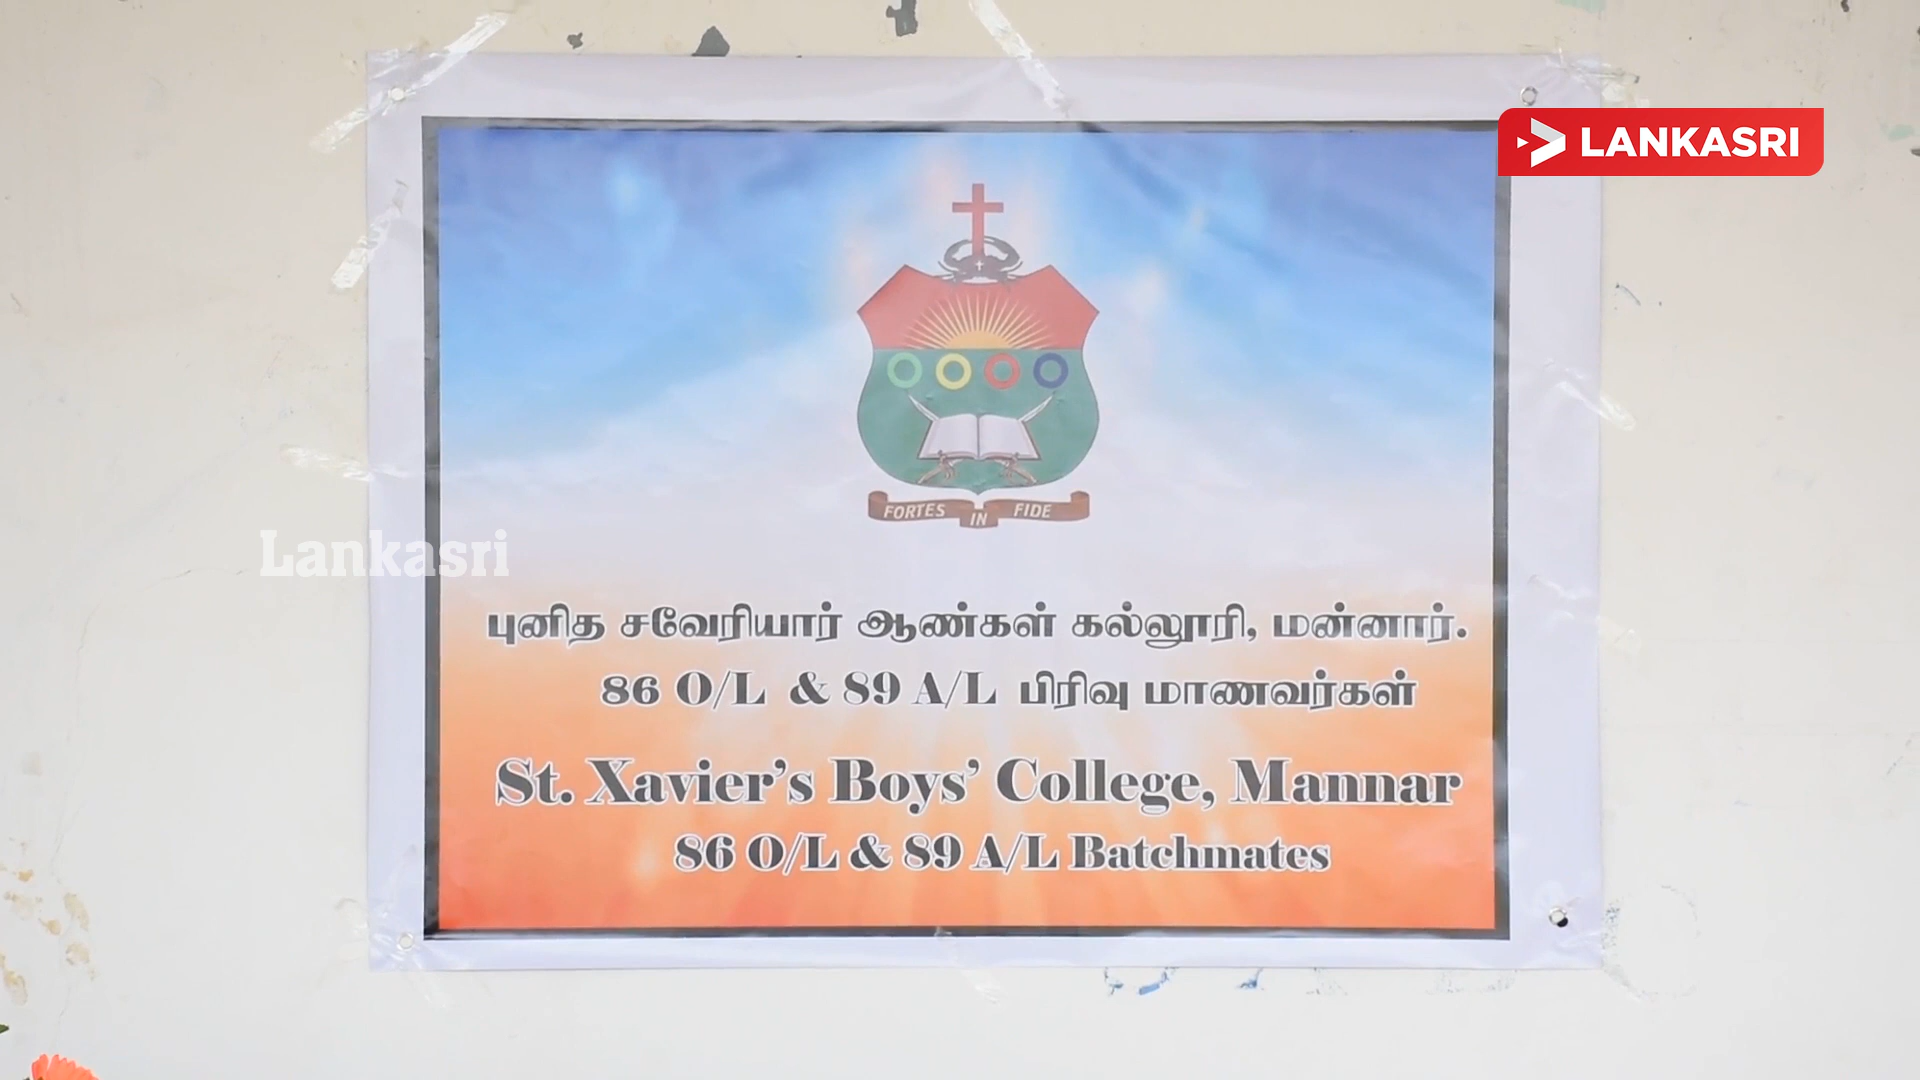 LANKASRI
FORTES IN FIDE
Lankasri
புனித சவேரியார் ஆண்கள் கல்லூரி, மன்னார்.
86 O/L & 89 A/L பிரிவு மாணவர்கள்
St. Xavier's Boys' College, Mannar
86 O/L & 89 A/L Batchmates